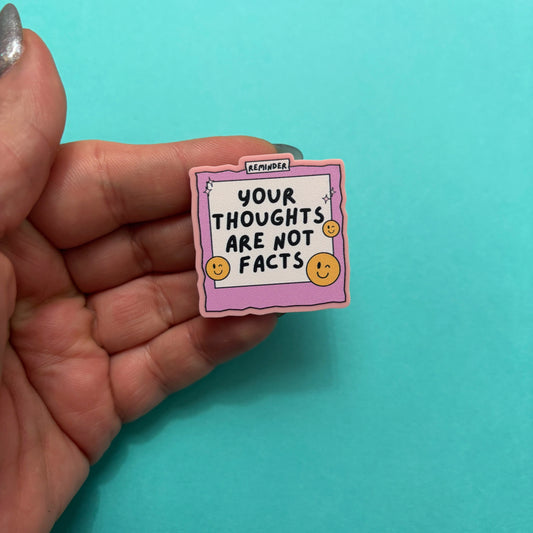 REMINDER
YOUR
THOUGHTS
ARE NOT
FACTS